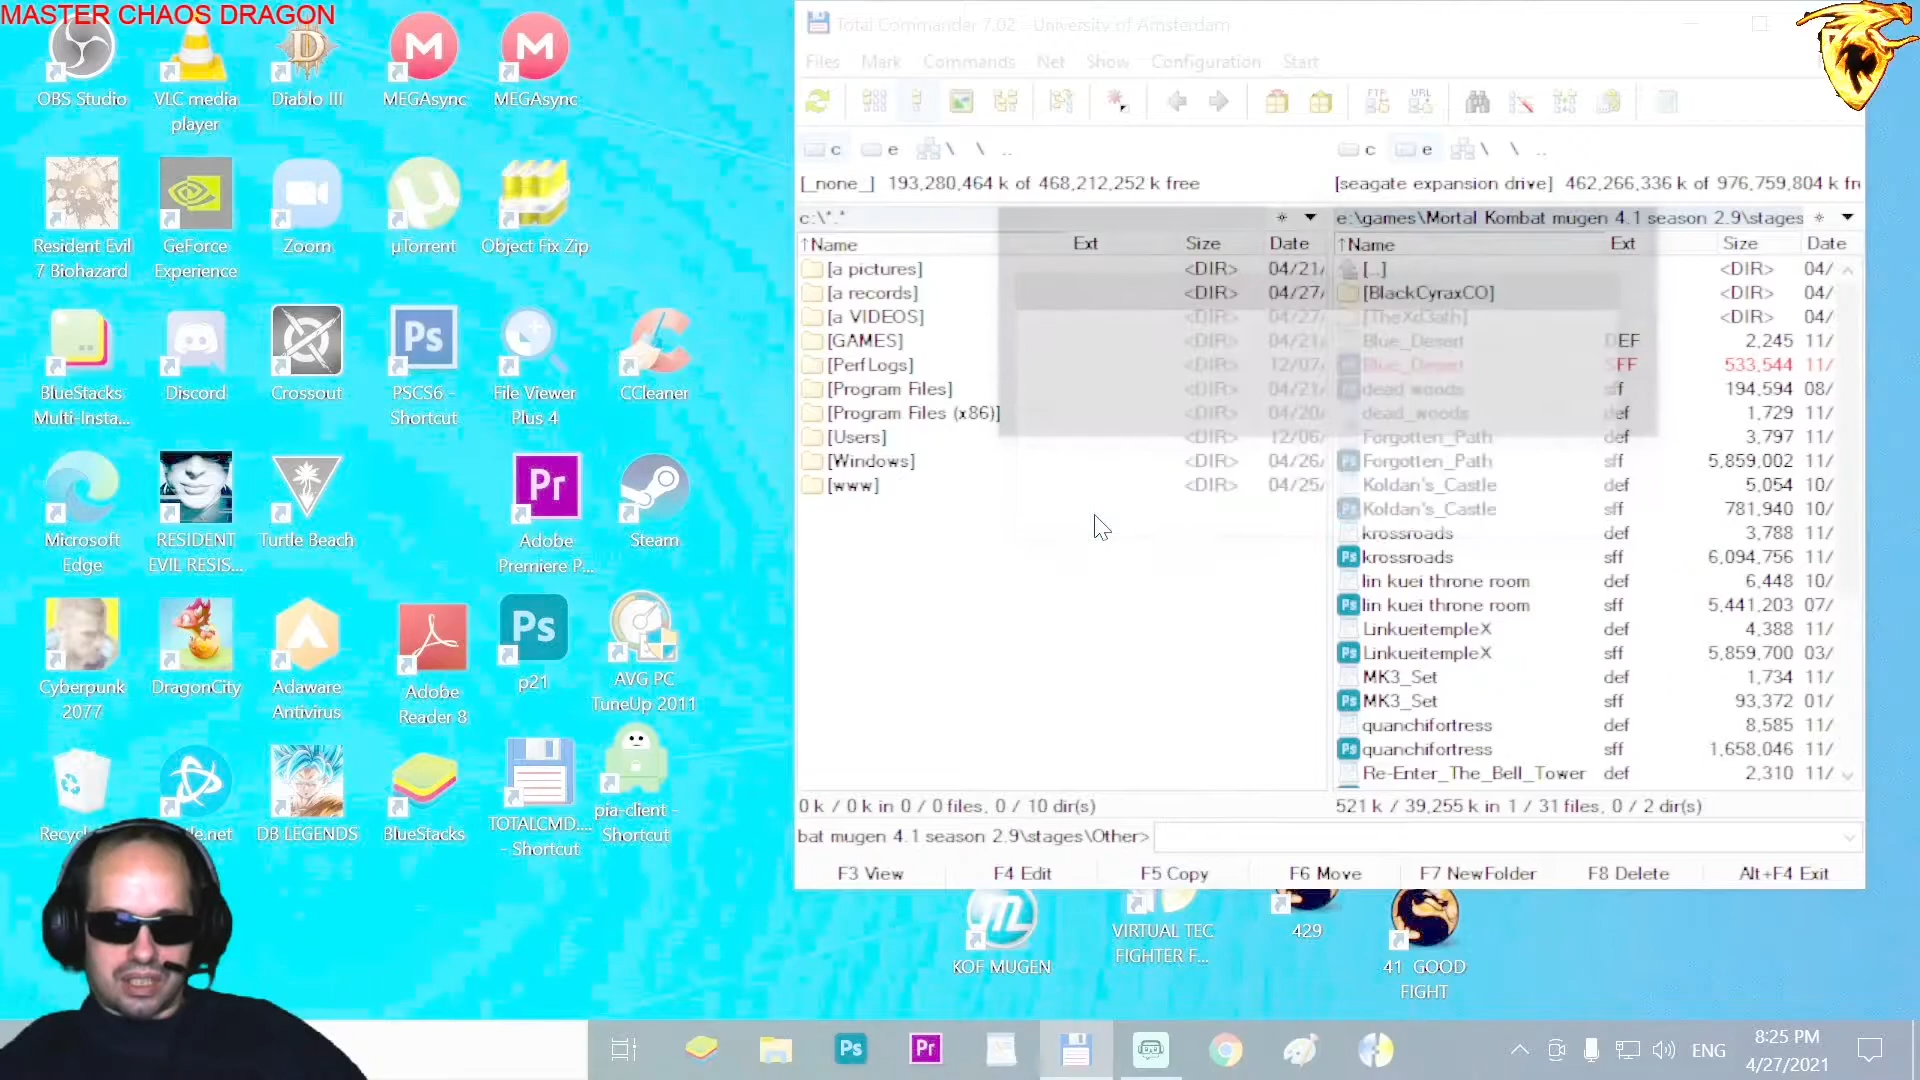 MASTER CHAOS DRAGON
OBS Studio
VLC media
player
Diablo III
MEGAsync
MEGAsync
Resident Evil
7 Biohazard
GeForce
Experience
Zoom
µTorrent
Object Fix Zip
BlueStacks
Multi-Insta...
Discord
Crossout
PSCS6 -
Shortcut
File Viewer
Plus 4
CCleaner
Microsoft
Edge
RESIDENT
EVIL RESIS...
Turtle Beach
Adobe
Premiere P...
Steam
Cyberpunk
2077
DragonCity
Adaware
Antivirus
Adobe
Reader 8
p21
AVG PC
TuneUp 2011
DB LEGENDS
BlueStacks
TOTALCMD....
- Shortcut
pia-client -
Shortcut
Total Commander 7.02 - University of Amsterdam
Files Mark Commands Net Show Configuration Start
FTP URL
c e \ \ ..
c e \ \ ..
[_none_] 193,280,464 k of 468,212,252 k free
[seagate expansion drive] 462,266,336 k of 976,759,804 k fr
c:\*.*
e:\games\Mortal Kombat mugen 4.1 season 2.9\stages
↑Name Ext Size Date
[a pictures] <DIR> 04/21/
[a records] <DIR> 04/27/
[a VIDEOS] <DIR> 04/27/
[GAMES] <DIR> 04/21/
[PerfLogs] <DIR> 12/07/
[Program Files] <DIR> 04/21/
[Program Files (x86)] <DIR> 04/20/
[Users] <DIR> 12/06/
[Windows] <DIR> 04/26/
[www] <DIR> 04/25/
↑Name Ext Size Date
[..] <DIR> 04/
[BlackCyraxCO] <DIR> 04/
[TheXd3ath] <DIR> 04/
Blue_Desert DEF 2,245 11/
Blue_Desert SFF 533,544 11/
dead woods sff 194,594 08/
dead_woods def 1,729 11/
Forgotten_Path def 3,797 11/
Forgotten_Path sff 5,859,002 11/
Koldan's_Castle def 5,054 10/
Koldan's_Castle sff 781,940 10/
krossroads def 3,788 11/
krossroads sff 6,094,756 11/
lin kuei throne room def 6,448 10/
lin kuei throne room sff 5,441,203 07/
LinkueitempleX def 4,388 11/
LinkueitempleX sff 5,859,700 03/
MK3_Set def 1,734 11/
MK3_Set sff 93,372 01/
quanchifortress def 8,585 11/
quanchifortress sff 1,658,046 11/
Re-Enter_The_Bell_Tower def 2,310 11/
0 k / 0 k in 0 / 0 files, 0 / 10 dir(s)
521 k / 39,255 k in 1 / 31 files, 0 / 2 dir(s)
bat mugen 4.1 season 2.9\stages\Other>
F3 View F4 Edit F5 Copy F6 Move F7 NewFolder F8 Delete Alt+F4 Exit
KOF MUGEN
VIRTUAL TEC
FIGHTER F...
429
41 GOOD
FIGHT
ENG
8:25 PM
4/27/2021